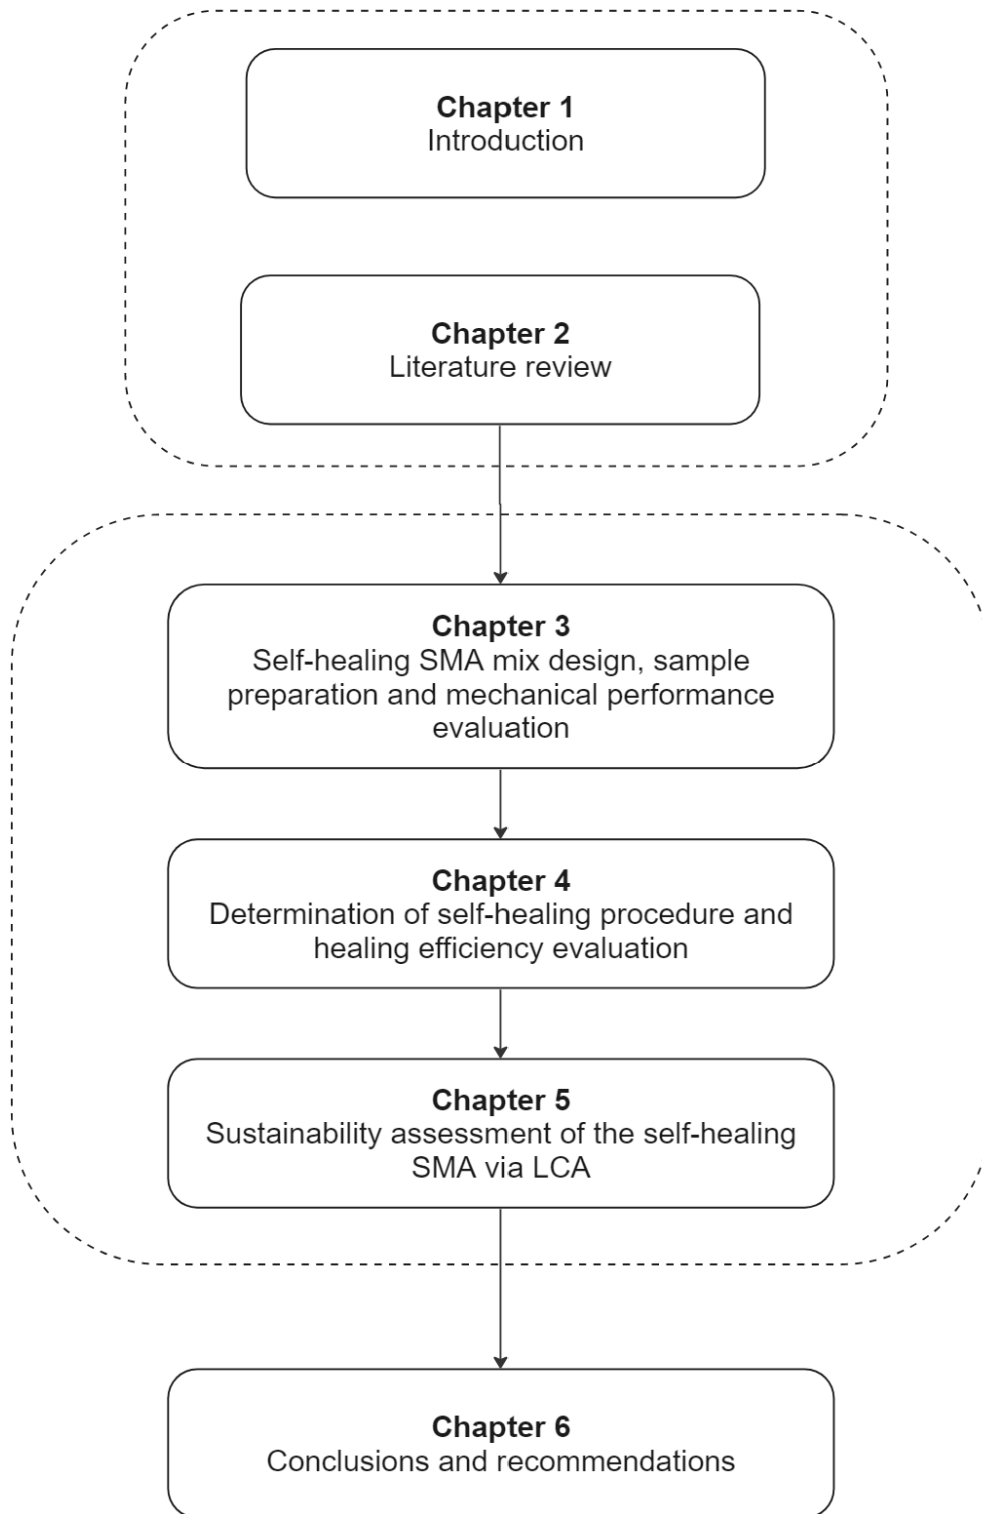 Chapter 1
Introduction
Chapter 2
Literature review
Chapter 3
Self-healing SMA mix design, sample
preparation and mechanical performance
evaluation
Chapter 4
Determination of self-healing procedure and
healing efficiency evaluation
Chapter 5
Sustainability assessment of the self-healing
SMA via LCA
Chapter 6
Conclusions and recommendations